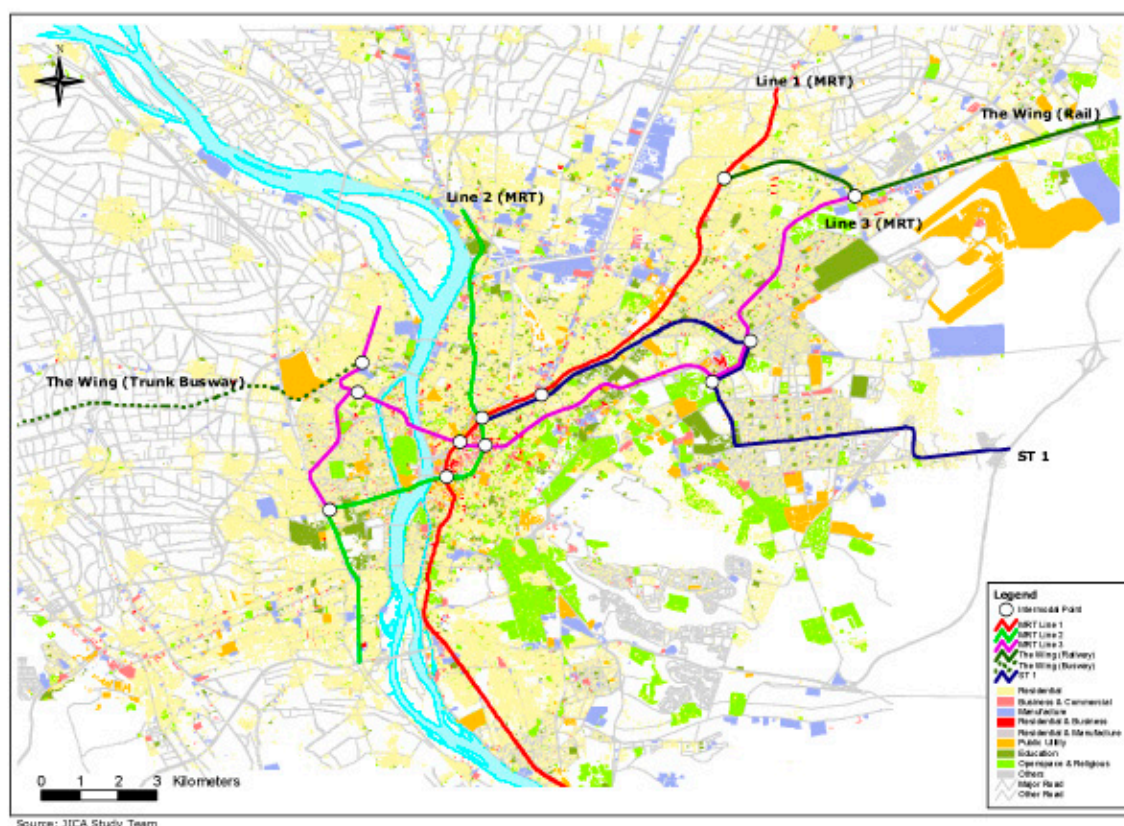 N
Line 1 (MRT)
The Wing (Rail)
Line 2 (MRT)
Line 3 (MRT)
The Wing (Trunk Busway)
ST 1
Legend
Intermodal Point
MRT Line 1
MRT Line 2
MRT Line 3
The Wing (Railway)
The Wing (Busway)
ST 1
Residential
Business & Commercial
Manufacture
Residential & Business
Residential & Manufacture
Public Utility
Education
Openspace & Religious
Others
Major Road
Other Road
0 1 2 3 Kilometers
Source: JICA Study Team